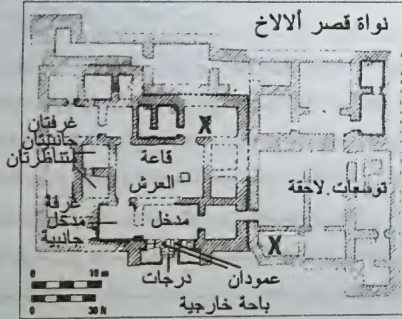 نواة قصر ألالاخ
غرفتان
جانبيتان
متناظرتان
قاعة
العرش
توسعات لاحقة
غرفة
مدخل
جانبية
مدخل
X
X
عمودان
درجات
باحة خارجية
0 10 m
0 30 ft